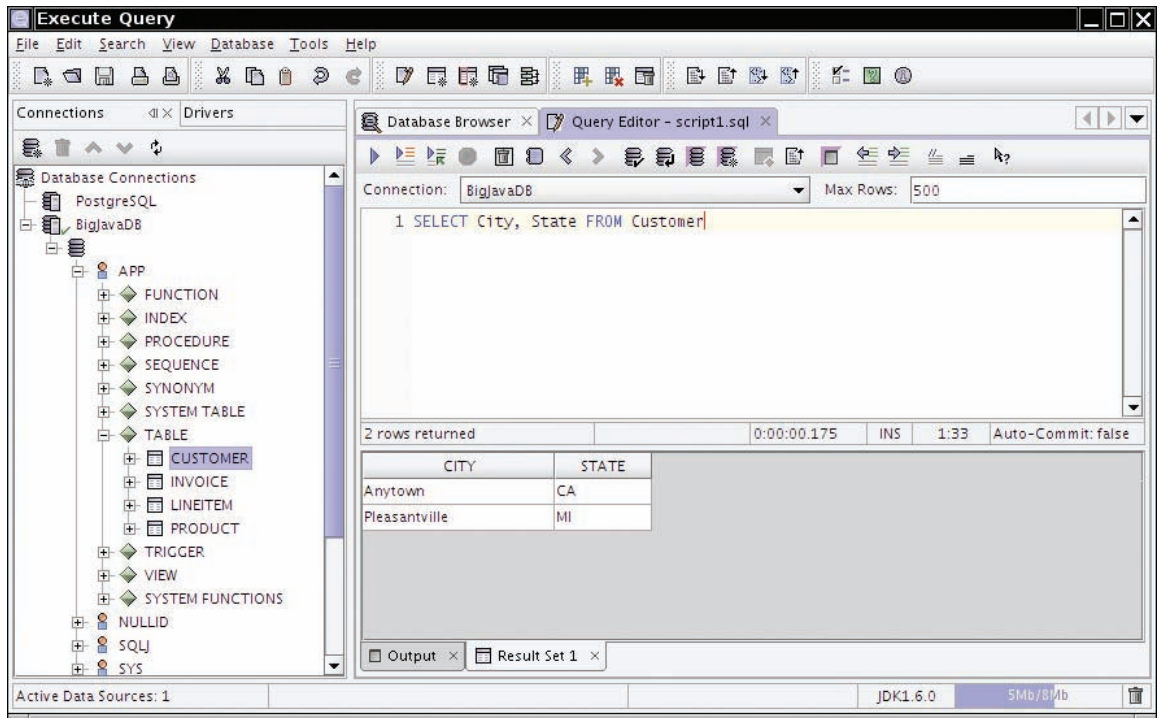 Execute Query
File Edit Search View Database Tools Help
Connections Drivers
Database Connections
PostgreSQL
BigJavaDB
APP
FUNCTION
INDEX
PROCEDURE
SEQUENCE
SYNONYM
SYSTEM TABLE
TABLE
CUSTOMER
INVOICE
LINEITEM
PRODUCT
TRIGGER
VIEW
SYSTEM FUNCTIONS
NULLID
SQLJ
SYS
Database Browser Query Editor - script1.sql
Connection: BigJavaDB Max Rows: 500
1 SELECT City, State FROM Customer
2 rows returned 0:00:00.175 INS 1:33 Auto-Commit: false
CITY STATE
Anytown CA
Pleasantville MI
Output Result Set 1
Active Data Sources: 1 JDK1.6.0 5Mb/8Mb